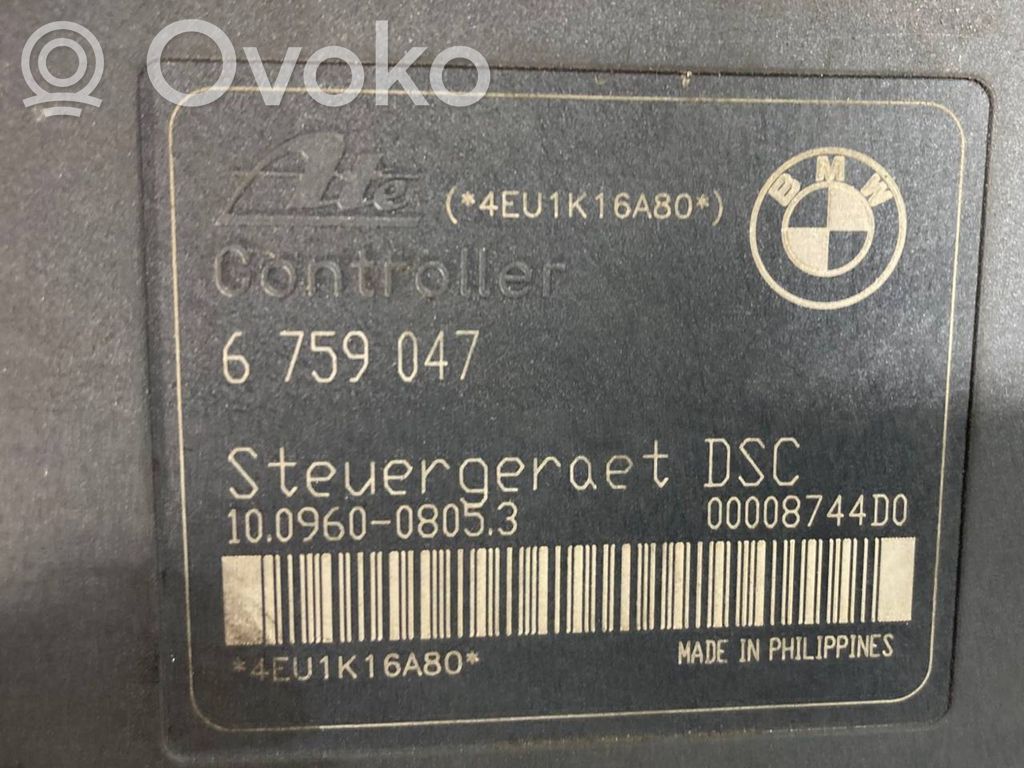 Ovoko
Ate (*4EU1K16A80*)
BMW
Controller
6 759 047
Steuergeraet DSC
10.0960-0805.3 00008744D0
*4EU1K16A80* MADE IN PHILIPPINES